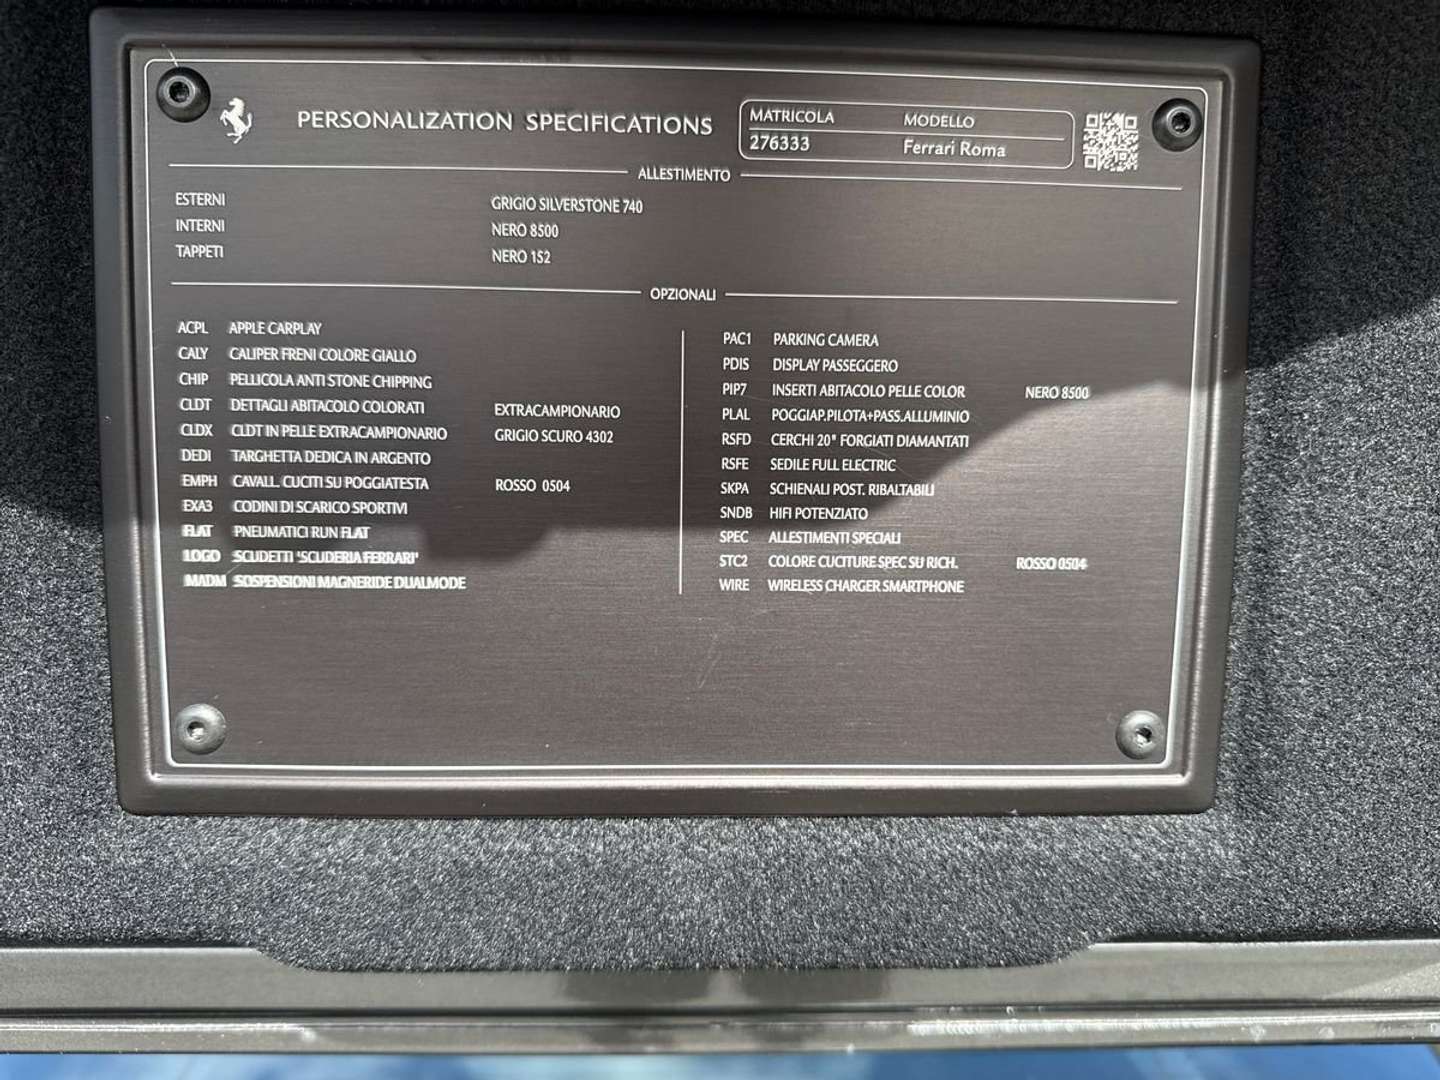 PERSONALIZATION SPECIFICATIONS
MATRICOLA MODELLO
276333 Ferrari Roma
ALLESTIMENTO
ESTERNI GRIGIO SILVERSTONE 740
INTERNI NERO 8500
TAPPETI NERO 152
OPZIONALI
ACPL APPLE CARPLAY
CALY CALIPER FRENI COLORE GIALLO
CHIP PELLICOLA ANTI STONE CHIPPING
CLDT DETTAGLI ABITACOLO COLORATI EXTRACAMPIONARIO
CLDX CLDT IN PELLE EXTRACAMPIONARIO GRIGIO SCURO 4302
DEDI TARGHETTA DEDICA IN ARGENTO
EMPH CAVALL. CUCITI SU POGGIATESTA ROSSO 0504
EXA3 CODINI DI SCARICO SPORTIVI
FLAT PNEUMATICI RUN FLAT
LOGO SCUDETTI 'SCUDERIA FERRARI'
MADM SOSPENSIONI MAGNERIDE DUALMODE
PAC1 PARKING CAMERA
PDIS DISPLAY PASSEGGERO
PIP7 INSERTI ABITACOLO PELLE COLOR NERO 8500
PLAL POGGIAP.PILOTA+PASS.ALLUMINIO
RSFD CERCHI 20" FORGIATI DIAMANTATI
RSFE SEDILE FULL ELECTRIC
SKPA SCHIENALI POST. RIBALTABILI
SNDB HIFI POTENZIATO
SPEC ALLESTIMENTI SPECIALI
STC2 COLORE CUCITURE SPEC SU RICH. ROSSO 0504
WIRE WIRELESS CHARGER SMARTPHONE